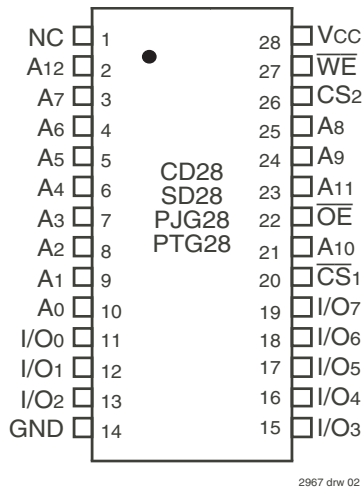 NC 1 28 VCC
A12 2 27 W̅E̅
A7 3 26 CS2
A6 4 25 A8
A5 5 24 A9
A4 6 CD28 23 A11
A3 7 SD28 22 O̅E̅
A2 8 PJG28 21 A10
A1 9 PTG28 20 C̅S̅1
A0 10 19 I/O7
I/O0 11 18 I/O6
I/O1 12 17 I/O5
I/O2 13 16 I/O4
GND 14 15 I/O3
2967 drw 02